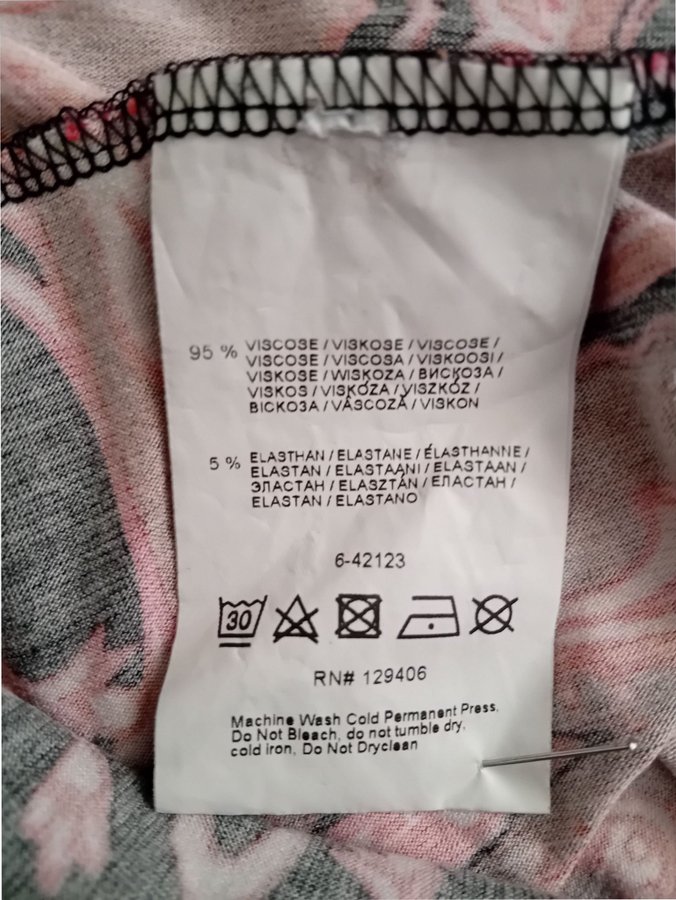 95 % VISCOSE / VISKOSE / VISCOSE /
VISCOSE / VISCOSA / VISKOOSI /
VISKOSE / WISKOZA / ВИСКОЗА /
VISKOS / VISKÓZA / VISZKÓZ /
ВІСКОЗА / VÂSCOZÃ / VISKON
5 % ELASTHAN / ELASTANE / ÉLASTHANNE /
ELASTAN / ELASTAANI / ELASTAAN /
ЭЛАСТАН / ELASZTÁN / ЕЛАСТАН /
ELASTAN / ELASTANO
6-42123
30
RN# 129406
Machine Wash Cold Permanent Press,
Do Not Bleach, do not tumble dry,
cold iron, Do Not Dryclean